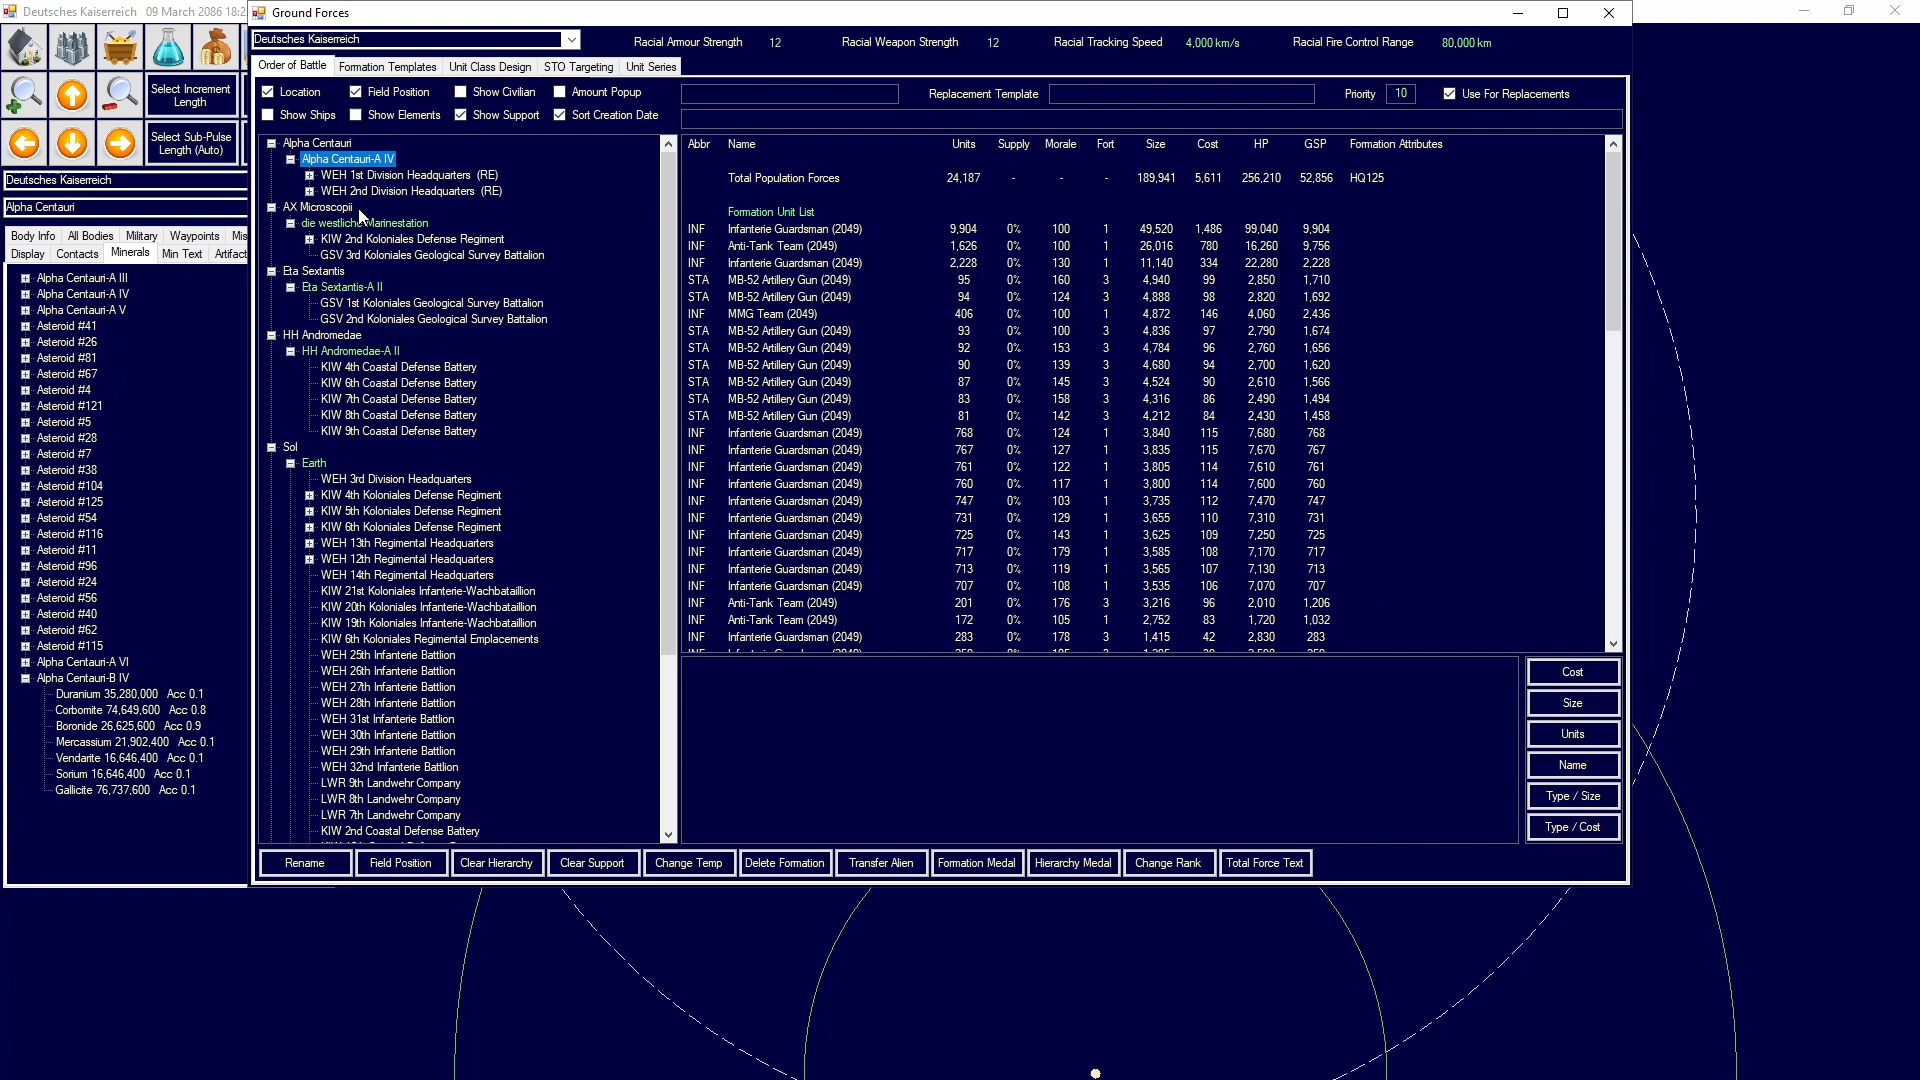 Deutsches Kaiserreich   09 March 2086 18:2
Ground Forces
Deutsches Kaiserreich
Racial Armour Strength   12   Racial Weapon Strength   12   Racial Tracking Speed   4,000 km/s   Racial Fire Control Range   80,000 km
Order of Battle   Formation Templates   Unit Class Design   STO Targeting   Unit Series
Location   Field Position   Show Civilian   Amount Popup   Replacement Template   Priority   10   Use For Replacements
Show Ships   Show Elements   Show Support   Sort Creation Date
Select Increment
Length
Select Sub-Pulse
Length (Auto)
Deutsches Kaiserreich
Alpha Centauri
Body Info   All Bodies   Military   Waypoints   Mis
Display   Contacts   Minerals   Min Text   Artifact
Alpha Centauri-A III
Alpha Centauri-A IV
Alpha Centauri-A V
Asteroid #41
Asteroid #26
Asteroid #81
Asteroid #67
Asteroid #4
Asteroid #121
Asteroid #5
Asteroid #28
Asteroid #7
Asteroid #38
Asteroid #104
Asteroid #125
Asteroid #54
Asteroid #116
Asteroid #11
Asteroid #96
Asteroid #24
Asteroid #56
Asteroid #40
Asteroid #62
Asteroid #115
Alpha Centauri-A VI
Alpha Centauri-B IV
Duranium 35,280,000   Acc 0.1
Corbomite 74,649,600   Acc 0.8
Boronide 26,625,600   Acc 0.9
Mercassium 21,902,400   Acc 0.1
Vendarite 16,646,400   Acc 0.1
Sorium 16,646,400   Acc 0.1
Gallicite 76,737,600   Acc 0.1
Alpha Centauri
Alpha Centauri-A IV
WEH 1st Division Headquarters  (RE)
WEH 2nd Division Headquarters  (RE)
AX Microscopii
die westliche Marinestation
KIW 2nd Koloniales Defense Regiment
GSV 3rd Koloniales Geological Survey Battalion
Eta Sextantis
Eta Sextantis-A II
GSV 1st Koloniales Geological Survey Battalion
GSV 2nd Koloniales Geological Survey Battalion
HH Andromedae
HH Andromedae-A II
KIW 4th Coastal Defense Battery
KIW 6th Coastal Defense Battery
KIW 7th Coastal Defense Battery
KIW 8th Coastal Defense Battery
KIW 9th Coastal Defense Battery
Sol
Earth
WEH 3rd Division Headquarters
KIW 4th Koloniales Defense Regiment
KIW 5th Koloniales Defense Regiment
KIW 6th Koloniales Defense Regiment
WEH 13th Regimental Headquarters
WEH 12th Regimental Headquarters
WEH 14th Regimental Headquarters
KIW 21st Koloniales Infanterie-Wachbataillion
KIW 20th Koloniales Infanterie-Wachbataillion
KIW 19th Koloniales Infanterie-Wachbataillion
KIW 6th Koloniales Regimental Emplacements
WEH 25th Infanterie Battlion
WEH 26th Infanterie Battlion
WEH 27th Infanterie Battlion
WEH 28th Infanterie Battlion
WEH 31st Infanterie Battlion
WEH 30th Infanterie Battlion
WEH 29th Infanterie Battlion
WEH 32nd Infanterie Battlion
LWR 9th Landwehr Company
LWR 8th Landwehr Company
LWR 7th Landwehr Company
KIW 2nd Coastal Defense Battery
Abbr   Name   Units   Supply   Morale   Fort   Size   Cost   HP   GSP   Formation Attributes
Total Population Forces   24,187   -   -   -   189,941   5,611   256,210   52,856   HQ125
Formation Unit List
INF   Infanterie Guardsman (2049)   9,904   0%   100   1   49,520   1,486   99,040   9,904
INF   Anti-Tank Team (2049)   1,626   0%   100   1   26,016   780   16,260   9,756
INF   Infanterie Guardsman (2049)   2,228   0%   130   1   11,140   334   22,280   2,228
STA   MB-52 Artillery Gun (2049)   95   0%   160   3   4,940   99   2,850   1,710
STA   MB-52 Artillery Gun (2049)   94   0%   124   3   4,888   98   2,820   1,692
INF   MMG Team (2049)   406   0%   100   1   4,872   146   4,060   2,436
STA   MB-52 Artillery Gun (2049)   93   0%   100   3   4,836   97   2,790   1,674
STA   MB-52 Artillery Gun (2049)   92   0%   153   3   4,784   96   2,760   1,656
STA   MB-52 Artillery Gun (2049)   90   0%   139   3   4,680   94   2,700   1,620
STA   MB-52 Artillery Gun (2049)   87   0%   145   3   4,524   90   2,610   1,566
STA   MB-52 Artillery Gun (2049)   83   0%   158   3   4,316   86   2,490   1,494
STA   MB-52 Artillery Gun (2049)   81   0%   142   3   4,212   84   2,430   1,458
INF   Infanterie Guardsman (2049)   768   0%   124   1   3,840   115   7,680   768
INF   Infanterie Guardsman (2049)   767   0%   127   1   3,835   115   7,670   767
INF   Infanterie Guardsman (2049)   761   0%   122   1   3,805   114   7,610   761
INF   Infanterie Guardsman (2049)   760   0%   117   1   3,800   114   7,600   760
INF   Infanterie Guardsman (2049)   747   0%   103   1   3,735   112   7,470   747
INF   Infanterie Guardsman (2049)   731   0%   129   1   3,655   110   7,310   731
INF   Infanterie Guardsman (2049)   725   0%   143   1   3,625   109   7,250   725
INF   Infanterie Guardsman (2049)   717   0%   179   1   3,585   108   7,170   717
INF   Infanterie Guardsman (2049)   713   0%   119   1   3,565   107   7,130   713
INF   Infanterie Guardsman (2049)   707   0%   108   1   3,535   106   7,070   707
INF   Anti-Tank Team (2049)   201   0%   176   3   3,216   96   2,010   1,206
INF   Anti-Tank Team (2049)   172   0%   105   1   2,752   83   1,720   1,032
INF   Infanterie Guardsman (2049)   283   0%   178   3   1,415   42   2,830   283
Cost
Size
Units
Name
Type / Size
Type / Cost
Rename   Field Position   Clear Hierarchy   Clear Support   Change Temp   Delete Formation   Transfer Alien   Formation Medal   Hierarchy Medal   Change Rank   Total Force Text